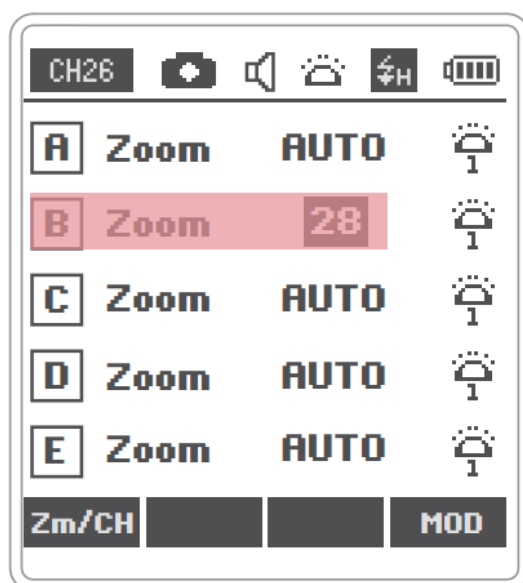 CH26 H
A Zoom AUTO 1
B Zoom 28 1
C Zoom AUTO 1
D Zoom AUTO 1
E Zoom AUTO 1
Zm/CH MOD